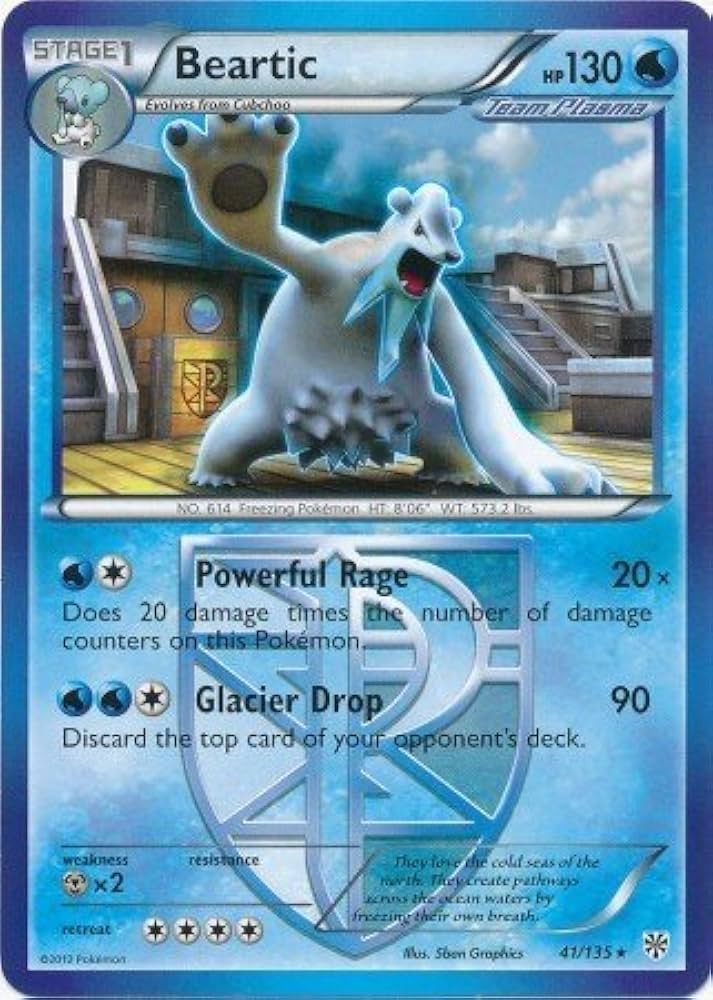 STAGE1
Beartic
HP130
Evolves from Cubchoo
Team Plasma
NO. 614 Freezing Pokémon HT: 8'06" WT: 573.2 lbs.
Powerful Rage 20×
Does 20 damage times the number of damage
counters on this Pokémon.
Glacier Drop 90
Discard the top card of your opponent's deck.
weakness resistance
×2
They love the cold seas of the
north. They create pathways
across the ocean waters by
freezing their own breath.
retreat
©2012 Pokémon
Illus. 5ban Graphics
41/135 ★